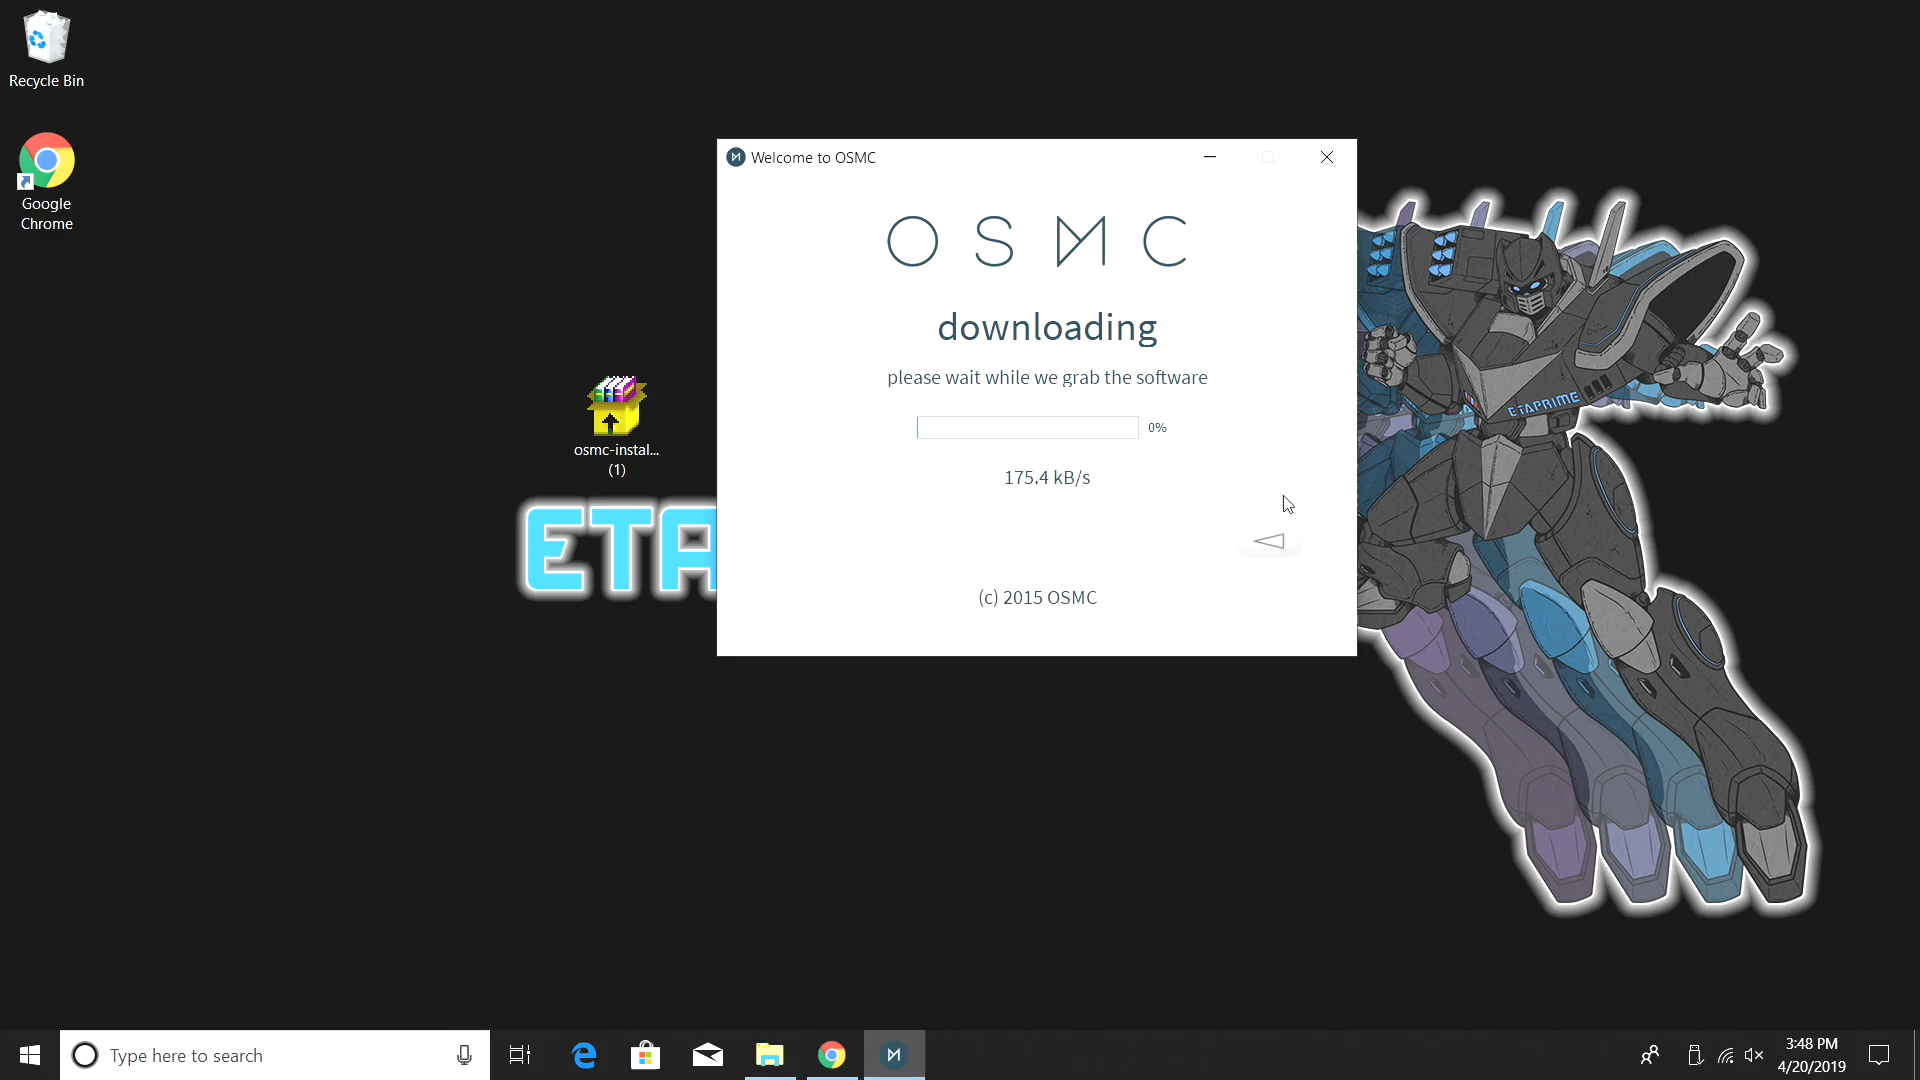 Recycle Bin
Google
Chrome
osmc-instal...
(1)
ETA
Welcome to OSMC
OSMC
downloading
please wait while we grab the software
0%
175.4 kB/s
(c) 2015 OSMC
ETAPRIME
Type here to search
3:48 PM
4/20/2019